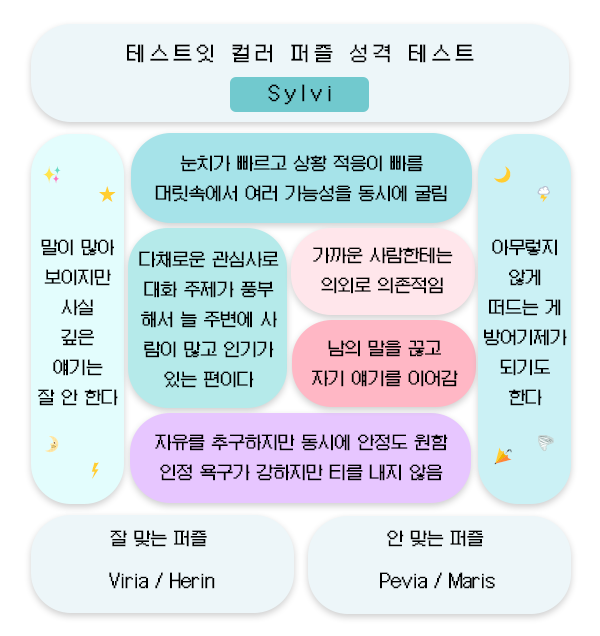 테스트잇 컬러 퍼즐 성격 테스트
Sylvi
눈치가 빠르고 상황 적응이 빠름
머릿속에서 여러 가능성을 동시에 굴림
말이 많아
보이지만
사실
깊은
얘기는
잘 안 한다
다채로운 관심사로
대화 주제가 풍부
해서 늘 주변에 사
람이 많고 인기가
있는 편이다
가까운 사람한테는
의외로 의존적임
남의 말을 끊고
자기 얘기를 이어감
아무렇지
않게
떠드는 게
방어기제가
되기도
한다
자유를 추구하지만 동시에 안정도 원함
인정 욕구가 강하지만 티를 내지 않음
잘 맞는 퍼즐
Viria / Herin
안 맞는 퍼즐
Pevia / Maris